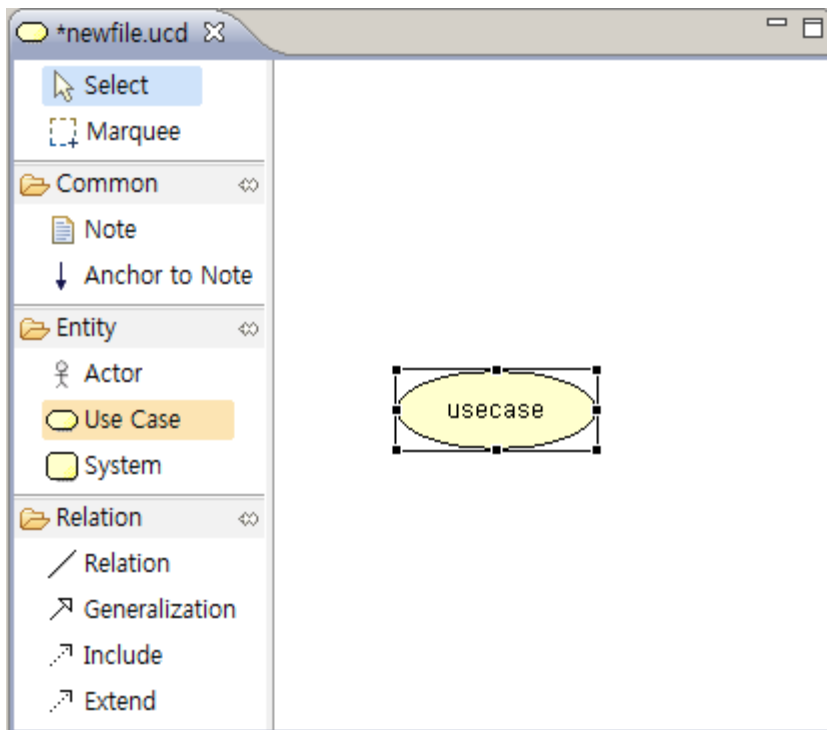 *newfile.ucd
Select
Marquee
Common
Note
Anchor to Note
Entity
Actor
Use Case
System
Relation
Relation
Generalization
Include
Extend
usecase